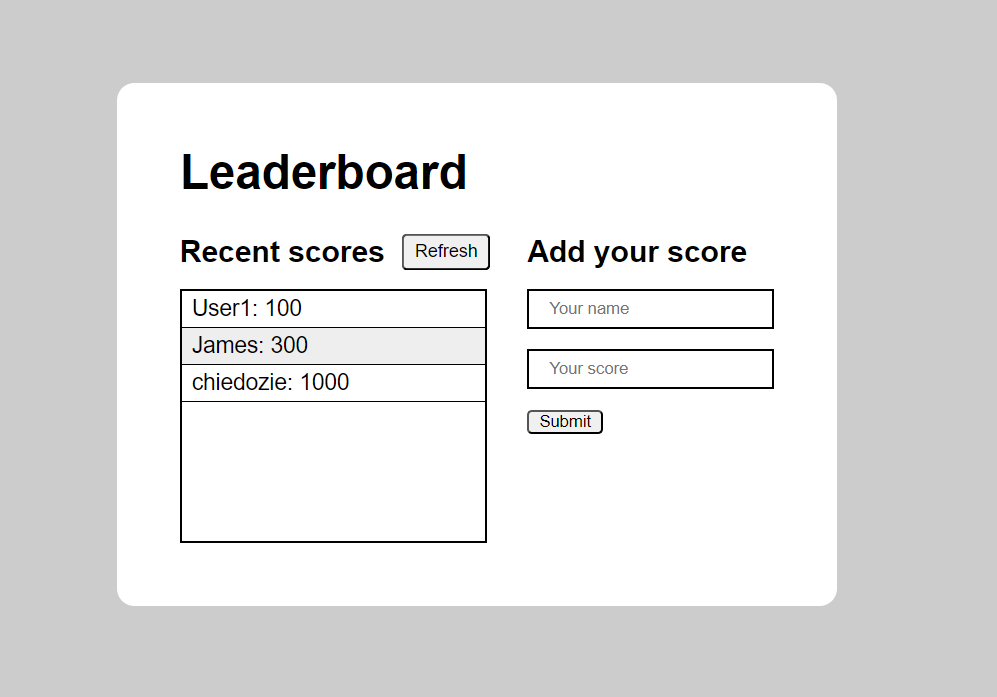 Leaderboard
Recent scores
Refresh
User1: 100
James: 300
chiedozie: 1000
Add your score
Your name
Your score
Submit